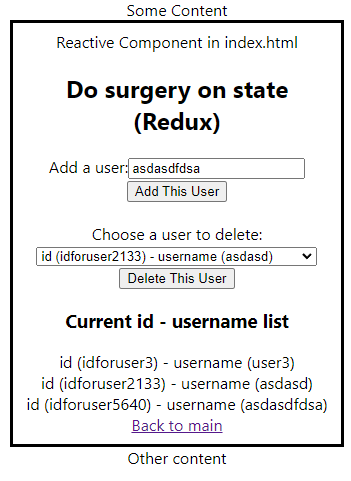 Some Content
Reactive Component in index.html
Do surgery on state
(Redux)
Add a user: asdasdfdsa
Add This User
Choose a user to delete:
id (idforuser2133) - username (asdasd)
Delete This User
Current id - username list
id (idforuser3) - username (user3)
id (idforuser2133) - username (asdasd)
id (idforuser5640) - username (asdasdfdsa)
Back to main
Other content